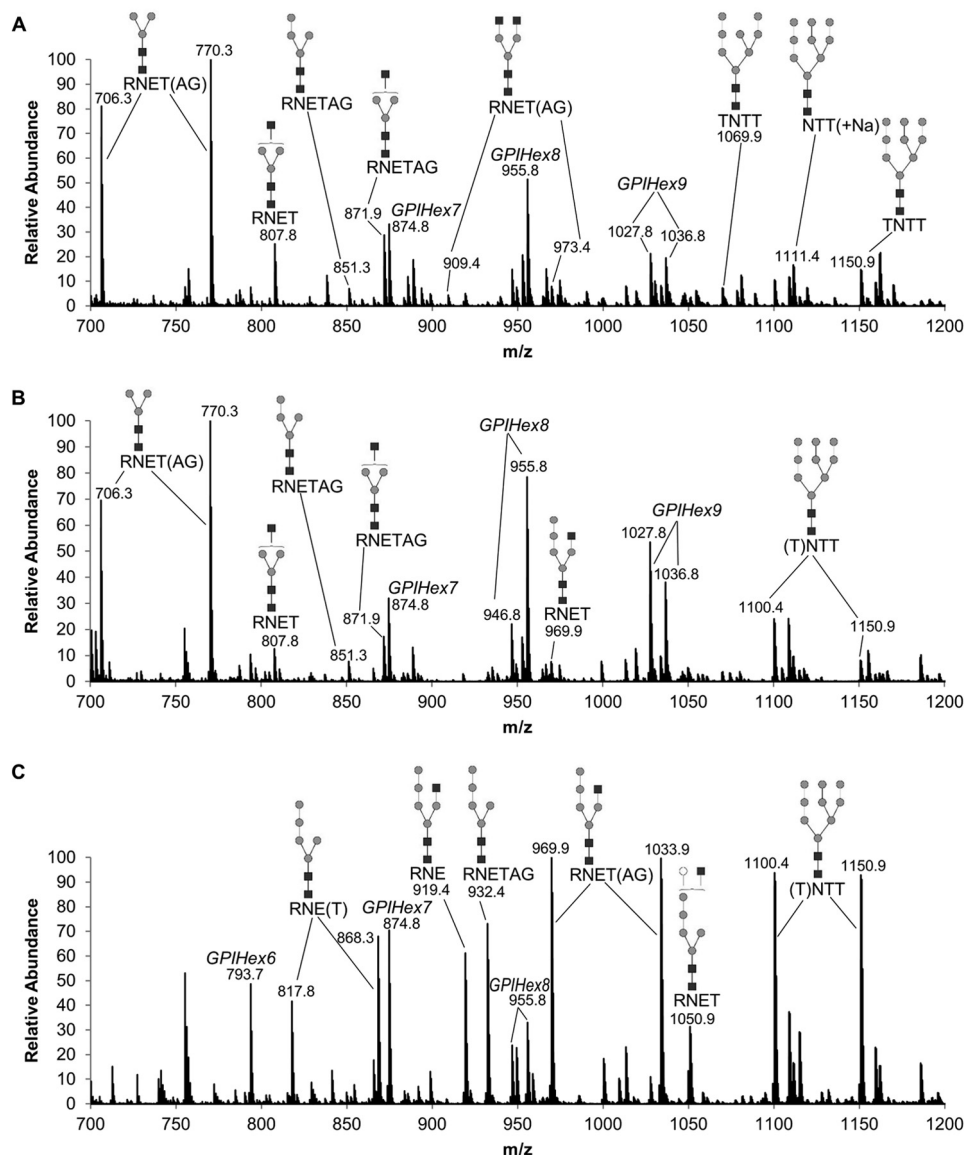 A
RNET(AG)
706.3
770.3
RNETAG
RNET
807.8
851.3
RNETAG
871.9
GPIHex7
874.8
RNET(AG)
909.4
GPIHex8
955.8
973.4
GPIHex9
1027.8
1036.8
TNTT
1069.9
NTT(+Na)
1111.4
TNTT
1150.9
Relative Abundance
100
90
80
70
60
50
40
30
20
10
0
700 750 800 850 900 950 1000 1050 1100 1150 1200
m/z
B
RNET(AG)
706.3
770.3
RNET
807.8
RNETAG
851.3
RNETAG
871.9
GPIHex7
874.8
GPIHex8
946.8
955.8
RNET
969.9
GPIHex9
1027.8
1036.8
(T)NTT
1100.4
1150.9
Relative Abundance
100
90
80
70
60
50
40
30
20
10
0
700 750 800 850 900 950 1000 1050 1100 1150 1200
m/z
C
GPIHex6
793.7
RNE(T)
817.8
868.3
GPIHex7
874.8
RNE
919.4
RNETAG
932.4
GPIHex8
955.8
RNET(AG)
969.9
1033.9
RNET
1050.9
(T)NTT
1100.4
1150.9
Relative Abundance
100
90
80
70
60
50
40
30
20
10
0
700 750 800 850 900 950 1000 1050 1100 1150 1200
m/z